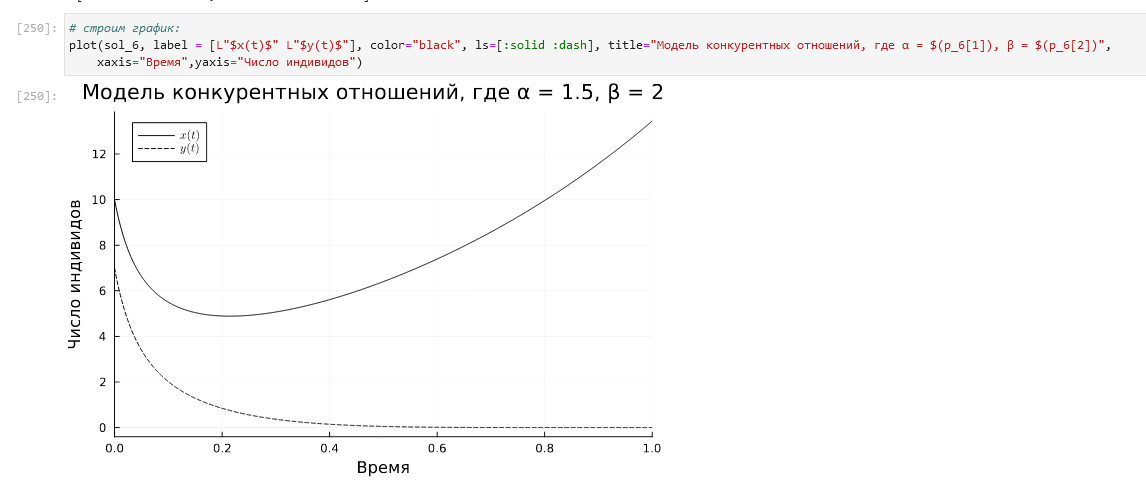 [250]: # строим график:
plot(sol_6, label = [L"$x(t)$" L"$y(t)$"], color="black", ls=[:solid :dash], title="Модель конкурентных отношений, где α = $(p_6[1]), β = $(p_6[2])",
xaxis="Время",yaxis="Число индивидов")
[250]:
Модель конкурентных отношений, где α = 1.5, β = 2
x(t)
y(t)
12
10
8
6
4
2
0
Число индивидов
0.0 0.2 0.4 0.6 0.8 1.0
Время